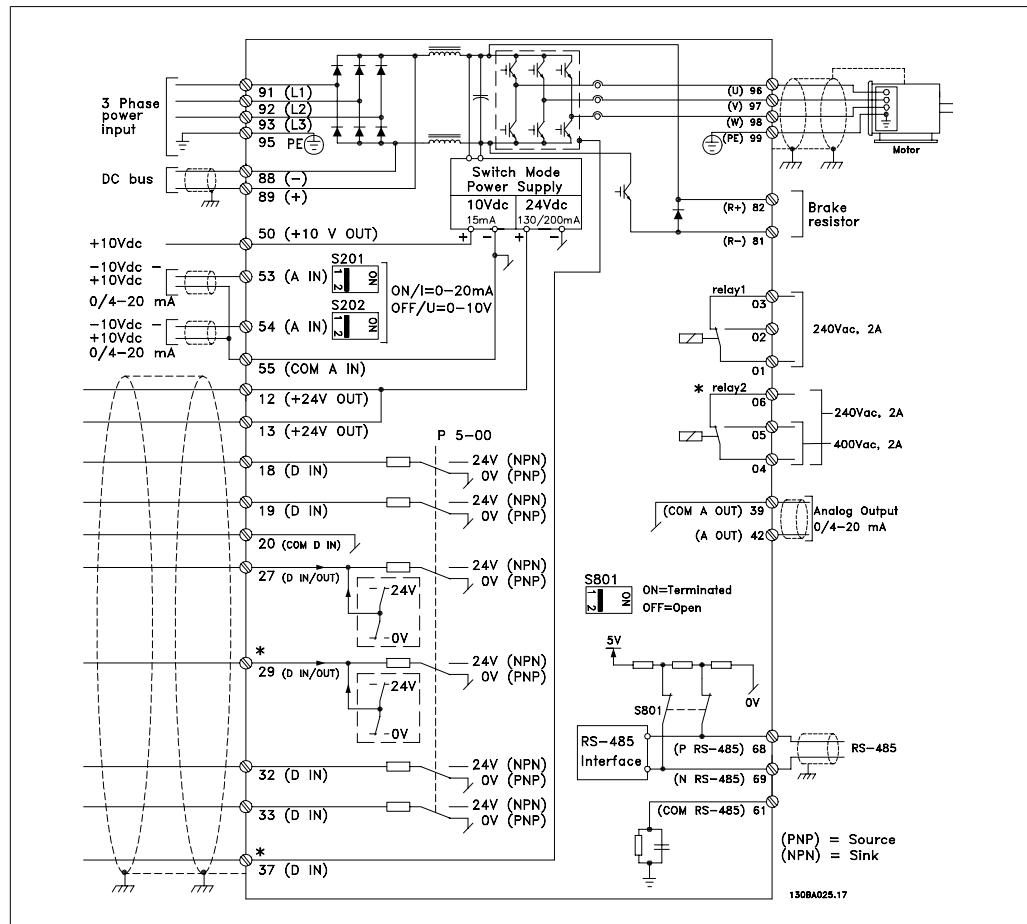 3 Phase
power
input
91 (L1)
92 (L2)
93 (L3)
95 PE
DC bus
88 (-)
89 (+)
Switch Mode
Power Supply
10Vdc
15mA
24Vdc
130/200mA
+ - + -
+10Vdc
50 (+10 V OUT)
-10Vdc -
+10Vdc
0/4-20 mA
53 (A IN)
S201
ON
1 2
ON/I=0-20mA
OFF/U=0-10V
S202
ON
1 2
-10Vdc -
+10Vdc
0/4-20 mA
54 (A IN)
55 (COM A IN)
12 (+24V OUT)
13 (+24V OUT)
P 5-00
18 (D IN)
24V (NPN)
0V (PNP)
19 (D IN)
24V (NPN)
0V (PNP)
20 (COM D IN)
27 (D IN/OUT)
24V (NPN)
0V (PNP)
24V
0V
*
29 (D IN/OUT)
24V (NPN)
0V (PNP)
24V
0V
32 (D IN)
24V (NPN)
0V (PNP)
33 (D IN)
24V (NPN)
0V (PNP)
*
37 (D IN)
(U) 96
(V) 97
(W) 98
(PE) 99
Motor
(R+) 82
(R-) 81
Brake
resistor
relay1
03
02
01
240Vac, 2A
* relay2
06
05
04
240Vac, 2A
400Vac, 2A
(COM A OUT) 39
(A OUT) 42
Analog Output
0/4-20 mA
S801
ON
1 2
ON=Terminated
OFF=Open
5V
0V
S801
RS-485
Interface
(P RS-485) 68
(N RS-485) 69
RS-485
(COM RS-485) 61
(PNP) = Source
(NPN) = Sink
130BA025.17